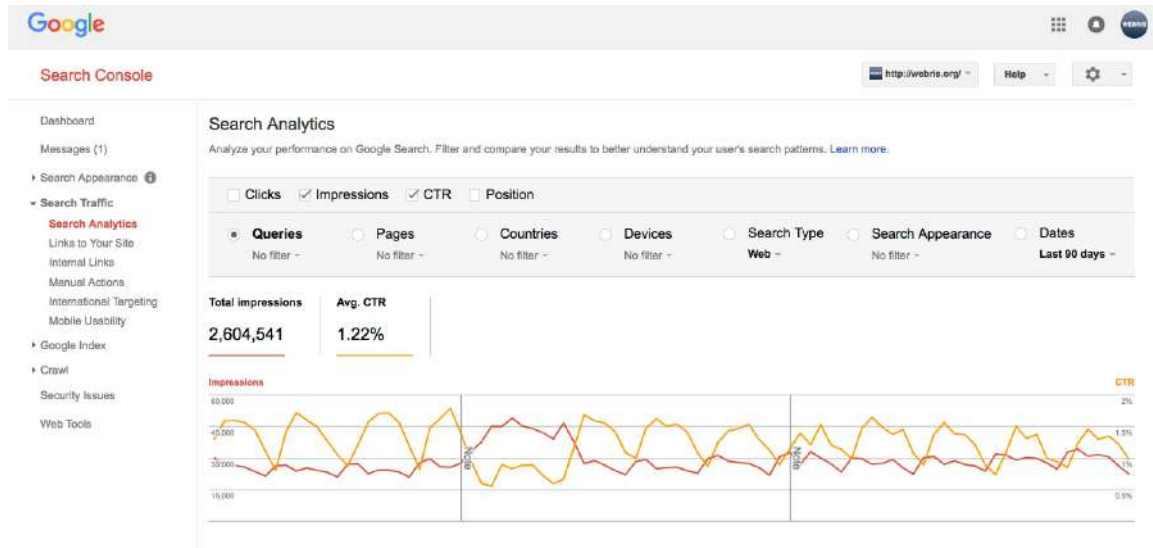 Google
WEBRIS
Search Console
http://webris.org/
Help
Dashboard
Messages (1)
Search Appearance
Search Traffic
Search Analytics
Links to Your Site
Internal Links
Manual Actions
International Targeting
Mobile Usability
Google Index
Crawl
Security Issues
Web Tools
Search Analytics
Analyze your performance on Google Search. Filter and compare your results to better understand your user's search patterns. Learn more.
Clicks Impressions CTR Position
Queries Pages Countries Devices Search Type Search Appearance Dates
No filter No filter No filter No filter Web No filter Last 90 days
Total impressions Avg. CTR
2,604,541 1.22%
Impressions CTR
60,000 2%
45,000 1.5%
30,000 1%
15,000 0.5%
Note Note